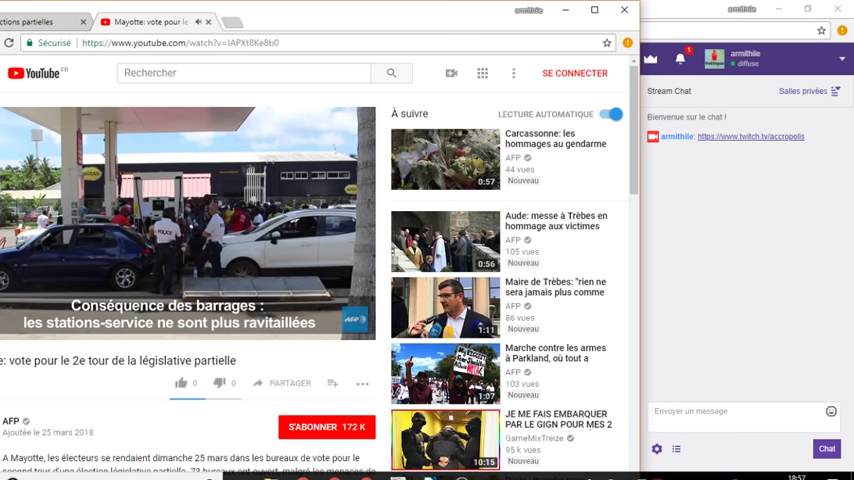 ctions partielles
Mayotte: vote pour le
armithile
armithile
Sécurisé https://www.youtube.com/watch?v=IAPXt8Ke8b0
YouTube FR
Rechercher
SE CONNECTER
Conséquence des barrages :
les stations-service ne sont plus ravitaillées
AFP
POLICE
e: vote pour le 2e tour de la législative partielle
0 0 PARTAGER
AFP
Ajoutée le 25 mars 2018
S'ABONNER 172 K
A Mayotte, les électeurs se rendaient dimanche 25 mars dans les bureaux de vote pour le
À suivre
LECTURE AUTOMATIQUE
Carcassonne: les
hommages au gendarme
AFP
44 vues
Nouveau
0:57
Aude: messe à Trèbes en
hommage aux victimes
AFP
105 vues
Nouveau
0:56
Maire de Trèbes: "rien ne
sera jamais plus comme
AFP
86 vues
Nouveau
1:11
Marche contre les armes
à Parkland, où tout a
AFP
103 vues
Nouveau
1:07
JE ME FAIS EMBARQUER
PAR LE GIGN POUR MES 2
GameMixTreize
95 k vues
Nouveau
10:15
1
armithile
diffuse
Stream Chat
Salles privées
Bienvenue sur le chat !
armithile: https://www.twitch.tv/accropolis
Envoyer un message
Chat
18:57